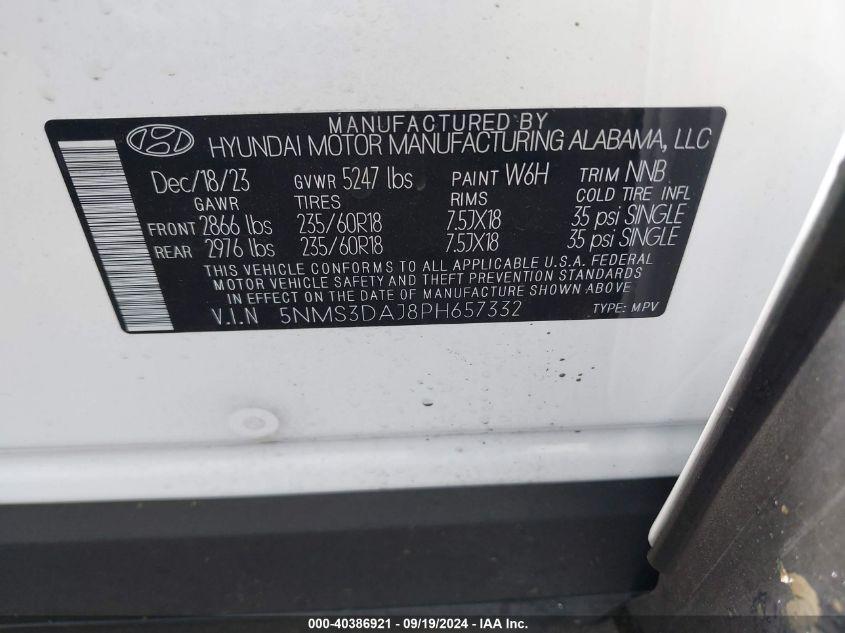 MANUFACTURED BY
HYUNDAI MOTOR MANUFACTURING ALABAMA, LLC
Dec/18/23 GVWR 5247 lbs PAINT W6H TRIM NNB
GAWR TIRES RIMS COLD TIRE INFL
FRONT 2866 lbs 235/60R18 7.5JX18 35 psi SINGLE
REAR 2976 lbs 235/60R18 7.5JX18 35 psi SINGLE
THIS VEHICLE CONFORMS TO ALL APPLICABLE U.S.A. FEDERAL
MOTOR VEHICLE SAFETY AND THEFT PREVENTION STANDARDS
IN EFFECT ON THE DATE OF MANUFACTURE SHOWN ABOVE
V.I.N 5NMS3DAJ8PH657332 TYPE: MPV
000-40386921 - 09/19/2024 - IAA Inc.